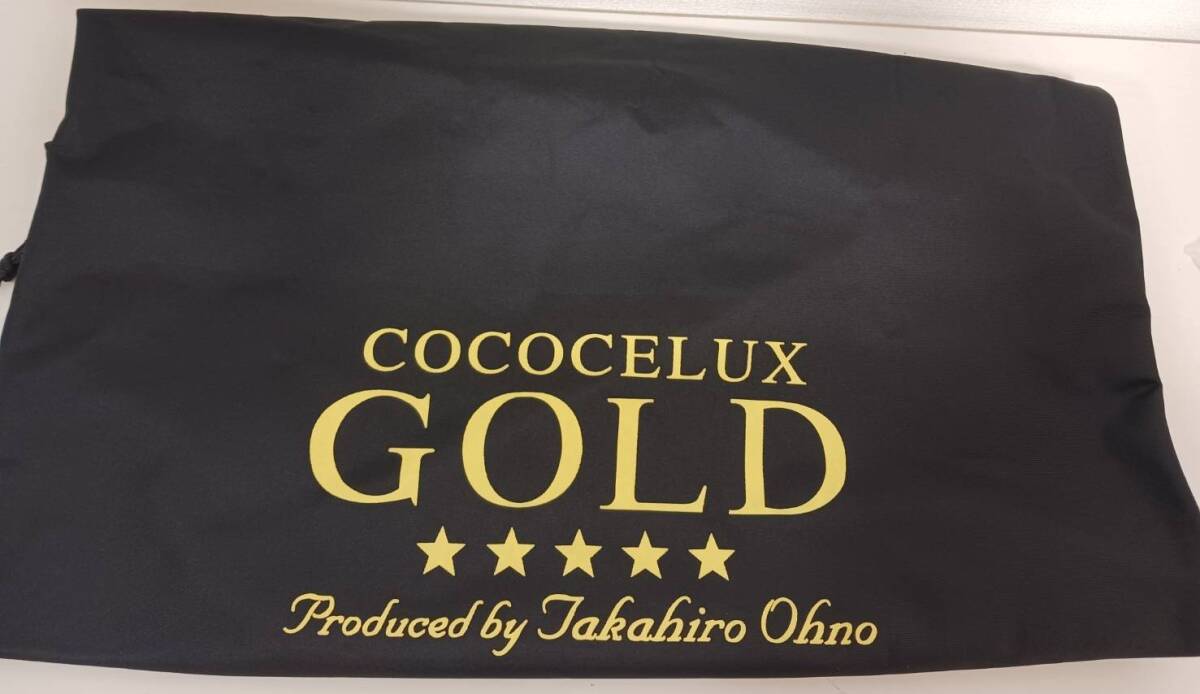 COCOCELUX
GOLD
★★★★★
Produced by Takahiro Ohno